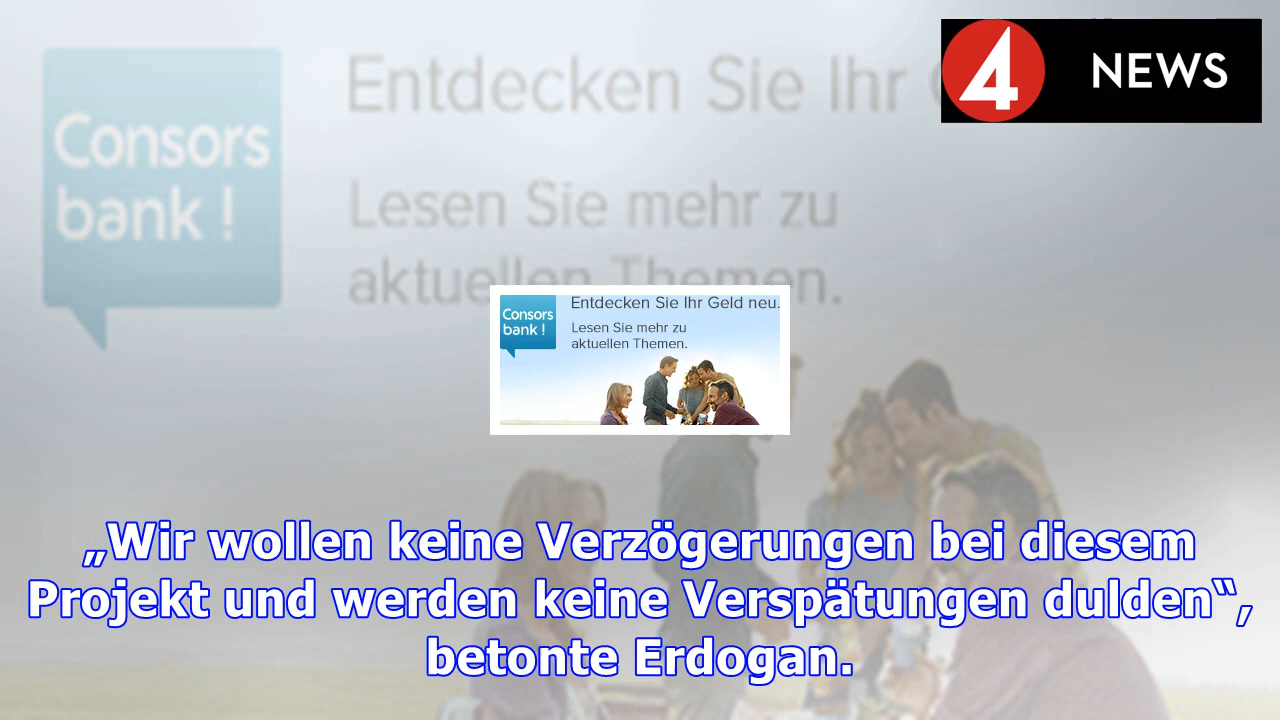 Consors
bank !
Entdecken Sie Ihr G
Lesen Sie mehr zu
aktuellen Themen.
4 NEWS
Consors
bank !
Entdecken Sie Ihr Geld neu.
Lesen Sie mehr zu
aktuellen Themen.
„Wir wollen keine Verzögerungen bei diesem
Projekt und werden keine Verspätungen dulden“,
betonte Erdogan.